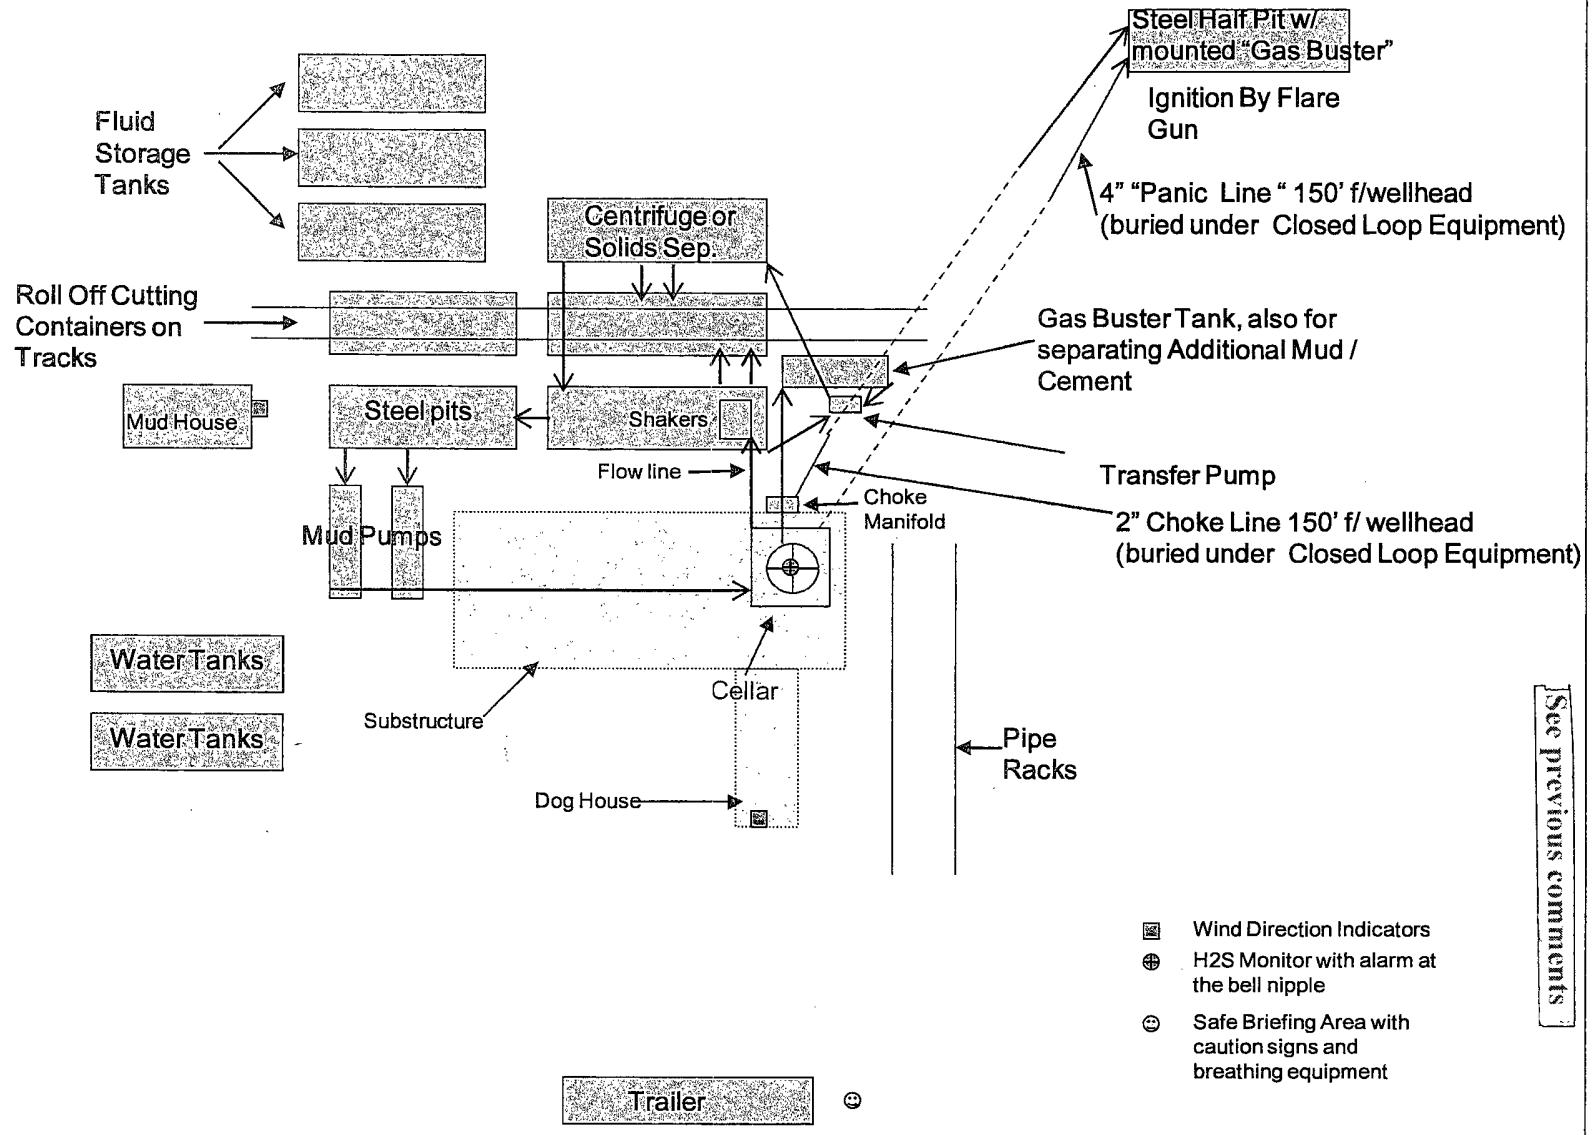 Steel Half Pit w/
mounted “Gas Buster”
Ignition By Flare
Gun
Fluid
Storage
Tanks
4” “Panic Line “ 150’ f/wellhead
(buried under Closed Loop Equipment)
Centrifuge or
Solids Sep.
Roll Off Cutting
Containers on
Tracks
Gas Buster Tank, also for
separating Additional Mud /
Cement
Mud House
Steel pits
Shakers
Flow line
Transfer Pump
Choke
Manifold
2” Choke Line 150’ f/ wellhead
(buried under Closed Loop Equipment)
Mud Pumps
Water Tanks
Cellar
Substructure
Water Tanks
Pipe
Racks
Dog House
See previous comments
Wind Direction Indicators
H2S Monitor with alarm at
the bell nipple
Safe Briefing Area with
caution signs and
breathing equipment
Trailer